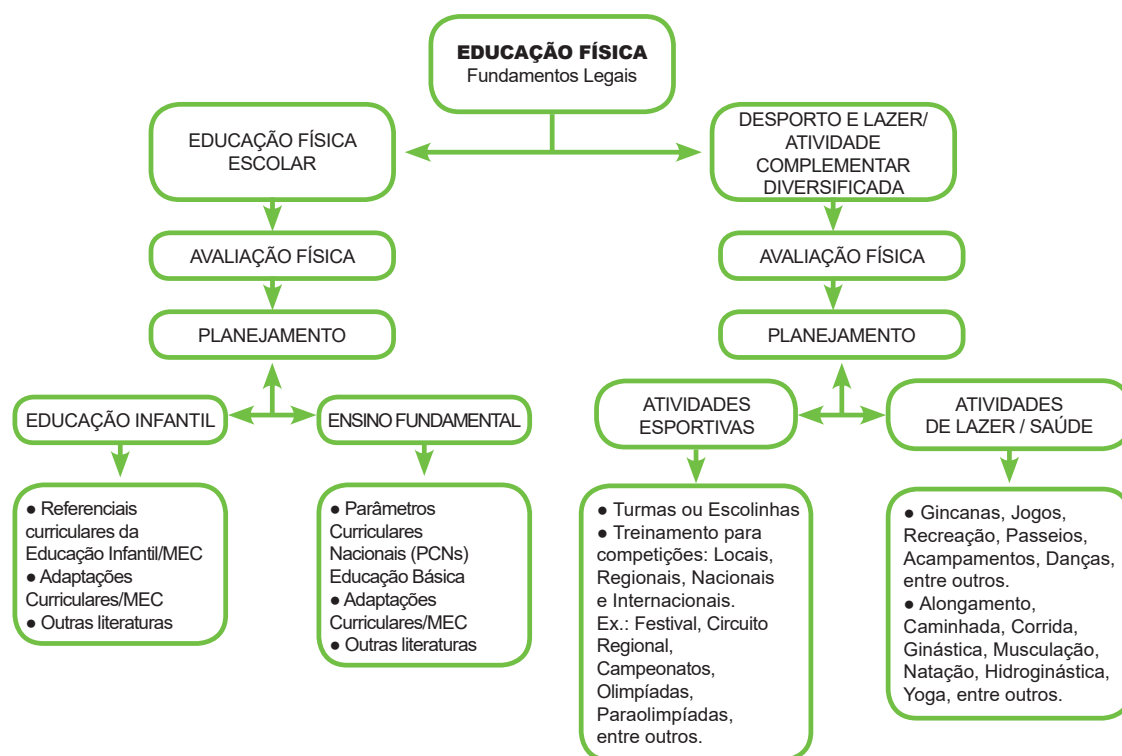 EDUCAÇÃO FÍSICA
Fundamentos Legais
EDUCAÇÃO FÍSICA
ESCOLAR
DESPORTO E LAZER/
ATIVIDADE
COMPLEMENTAR
DIVERSIFICADA
AVALIAÇÃO FÍSICA
AVALIAÇÃO FÍSICA
PLANEJAMENTO
PLANEJAMENTO
EDUCAÇÃO INFANTIL
ENSINO FUNDAMENTAL
ATIVIDADES
ESPORTIVAS
ATIVIDADES
DE LAZER / SAÚDE
● Referenciais
curriculares da
Educação Infantil/MEC
● Adaptações
Curriculares/MEC
● Outras literaturas
● Parâmetros
Curriculares
Nacionais (PCNs)
Educação Básica
● Adaptações
Curriculares/MEC
● Outras literaturas
● Turmas ou Escolinhas
● Treinamento para
competições: Locais,
Regionais, Nacionais
e Internacionais.
Ex.: Festival, Circuito
Regional,
Campeonatos,
Olimpíadas,
Paraolimpíadas,
entre outros.
● Gincanas, Jogos,
Recreação, Passeios,
Acampamentos, Danças,
entre outros.
● Alongamento,
Caminhada, Corrida,
Ginástica, Musculação,
Natação, Hidroginástica,
Yoga, entre outros.